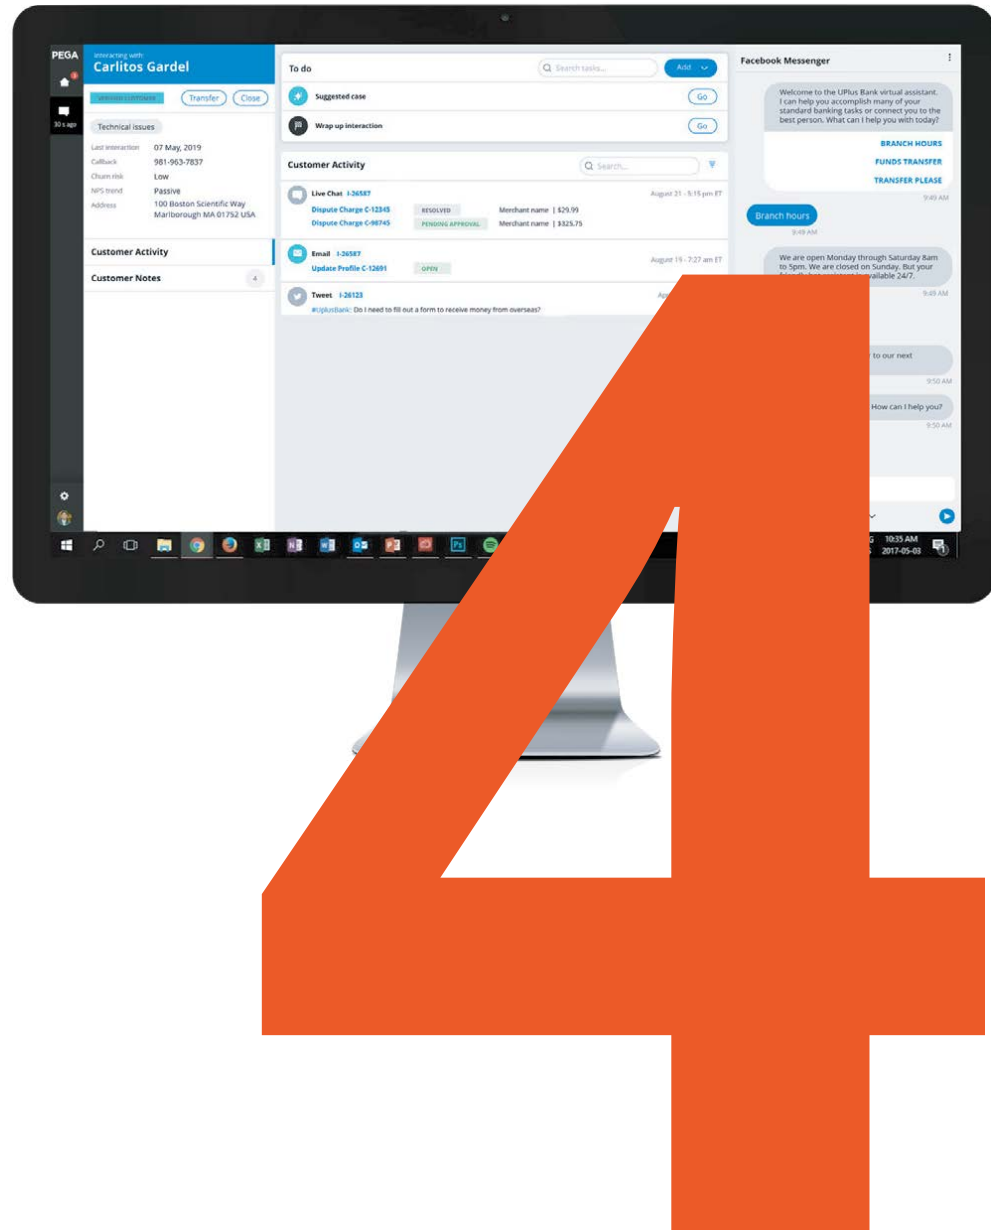 PEGA
Interacting with
Carlitos Gardel
3
30 s ago
VERIFIED CUSTOMER
Transfer
Close
Technical issues
Last interaction 07 May, 2019
Callback 981-963-7837
Churn risk Low
NPS trend Passive
Address 100 Boston Scientific Way
Marlborough MA 01752 USA
Customer Activity
Customer Notes 4
To do
Search tasks...
Add
Suggested case
Go
Wrap up interaction
Go
Customer Activity
Search...
Live Chat I-26587
August 21 - 5:15 pm ET
Dispute Charge C-12345 RESOLVED Merchant name | $29.99
Dispute Charge C-98745 PENDING APPROVAL Merchant name | $325.75
Email I-26587
August 19 - 7:27 am ET
Update Profile C-12691 OPEN
Tweet I-26123
#UplusBank: Do I need to fill out a form to receive money from overseas?
Facebook Messenger
Welcome to the UPlus Bank virtual assistant.
I can help you accomplish many of your
standard banking tasks or connect you to the
best person. What can I help you with today?
BRANCH HOURS
FUNDS TRANSFER
TRANSFER PLEASE
9:49 AM
Branch hours
9:49 AM
We are open Monday through Saturday 8am
to 5pm. We are closed on Sunday. But your
available 24/7.
9:49 AM
to our next
9:50 AM
How can I help you?
9:50 AM
Ps
10:35 AM
2017-05-03
4